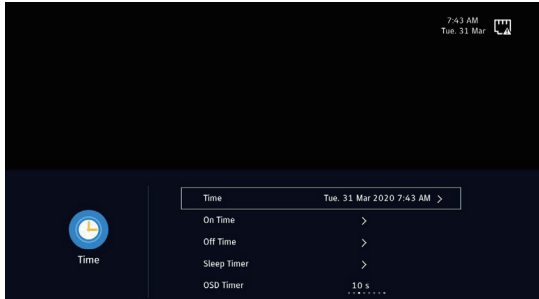 7:43 AM
Tue. 31 Mar
Time Tue. 31 Mar 2020 7:43 AM >
On Time >
Off Time >
Time
Sleep Timer >
OSD Timer 10 s